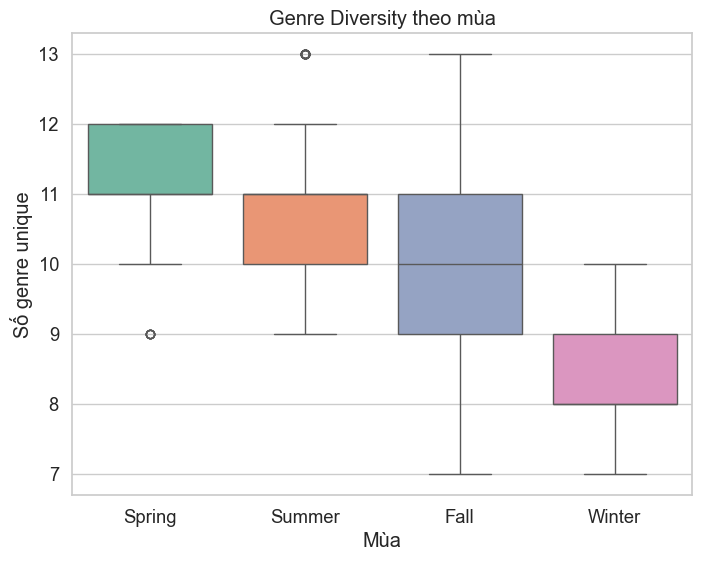 Genre Diversity theo mùa
Số genre unique
13
12
11
10
9
8
7
Spring
Summer
Fall
Winter
Mùa